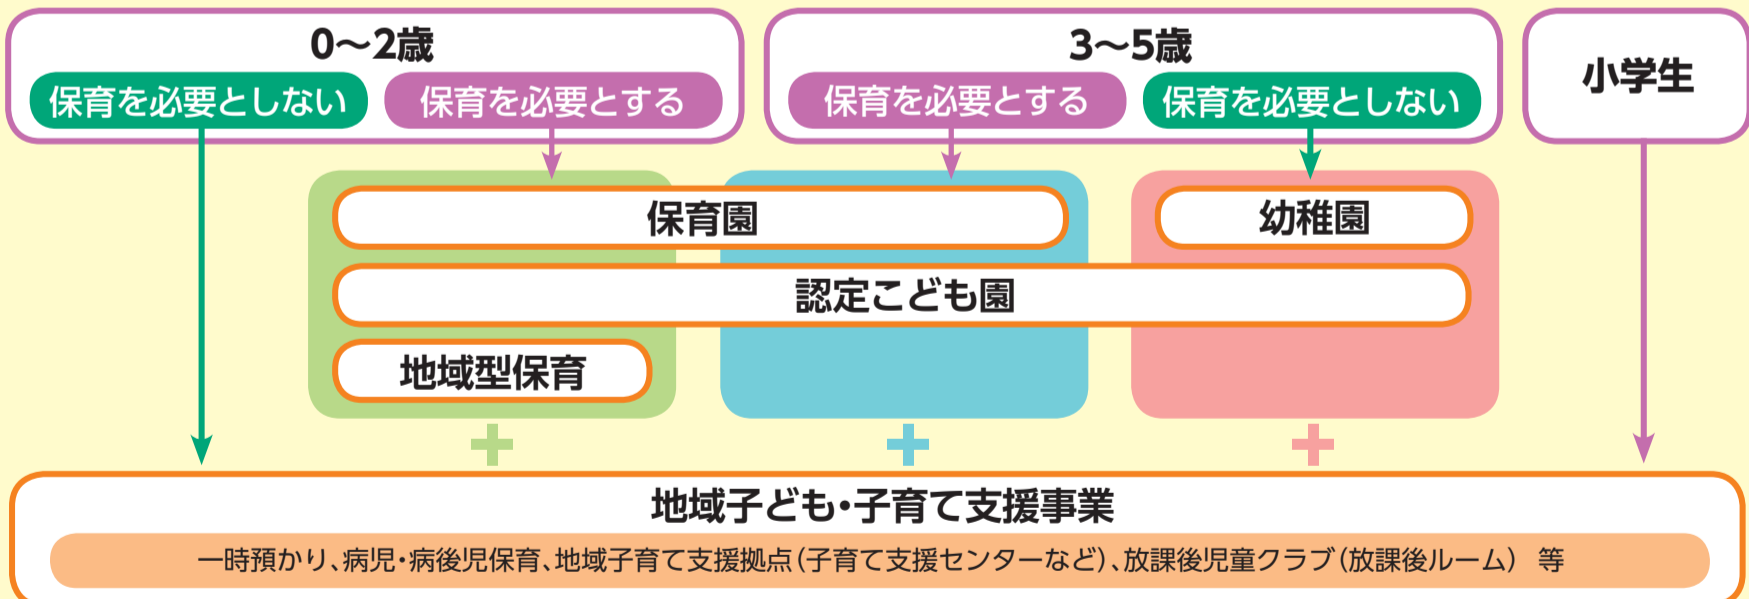 0〜2歳
保育を必要としない
保育を必要とする
3〜5歳
保育を必要とする
保育を必要としない
小学生
保育園
幼稚園
認定こども園
地域型保育
地域子ども・子育て支援事業
一時預かり、病児・病後児保育、地域子育て支援拠点(子育て支援センターなど)、放課後児童クラブ(放課後ルーム) 等